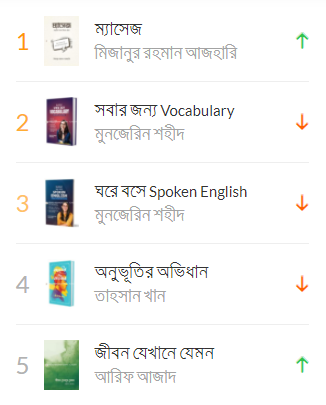 1
ম্যাসেজ
মিজানুর রহমান আজহারি
2
সবার জন্য Vocabulary
মুনজেরিন শহীদ
3
ঘরে বসে Spoken English
মুনজেরিন শহীদ
4
অনুভূতির অভিধান
তাহসান খান
5
জীবন যেখানে যেমন
আরিফ আজাদ